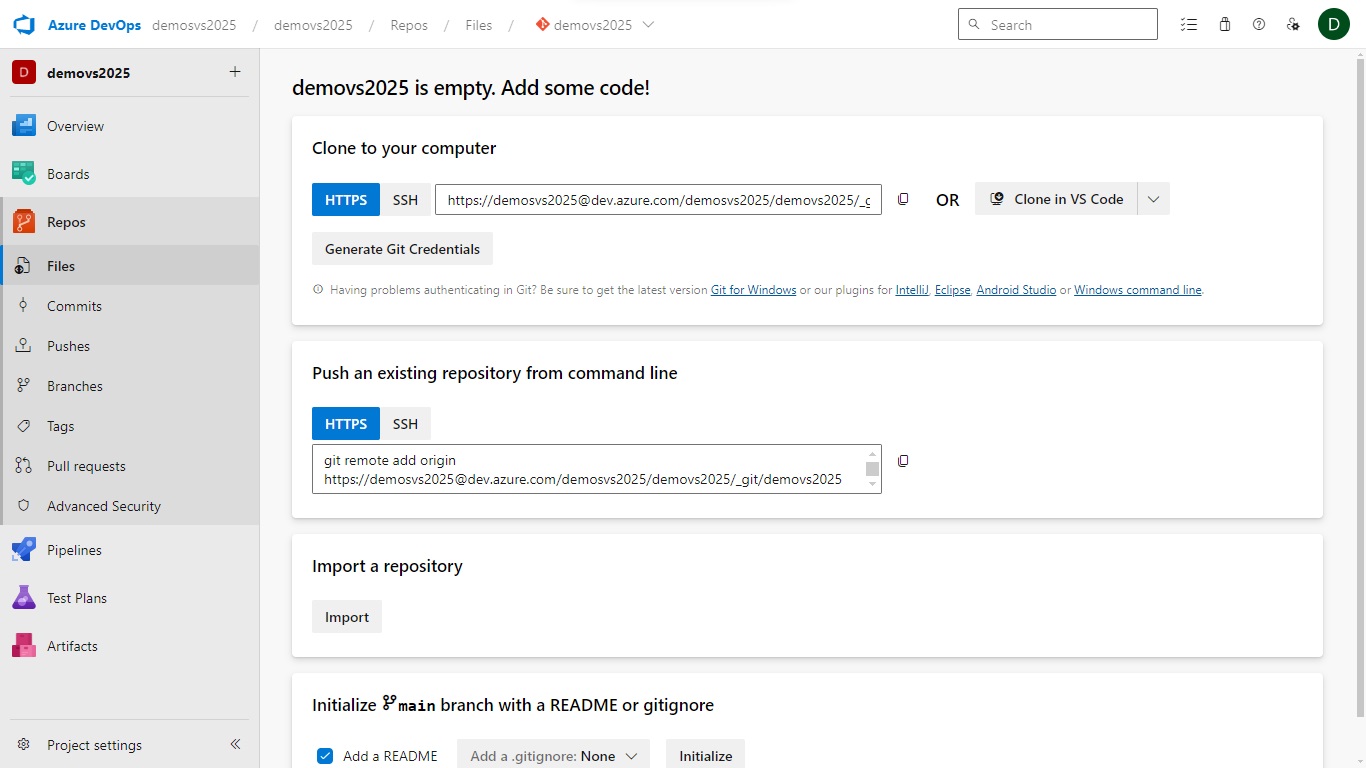 Azure DevOps demosvs2025 / demovs2025 / Repos / Files / demovs2025 Search D
D demovs2025 +
demovs2025 is empty. Add some code!
Overview
Boards
Repos
Files
Commits
Pushes
Branches
Tags
Pull requests
Advanced Security
Pipelines
Test Plans
Artifacts
Project settings
Clone to your computer
HTTPS SSH https://demosvs2025@dev.azure.com/demosvs2025/demovs2025/_g OR Clone in VS Code
Generate Git Credentials
Having problems authenticating in Git? Be sure to get the latest version Git for Windows or our plugins for IntelliJ, Eclipse, Android Studio or Windows command line.
Push an existing repository from command line
HTTPS SSH
git remote add origin
https://demosvs2025@dev.azure.com/demosvs2025/demovs2025/_git/demovs2025
Import a repository
Import
Initialize main branch with a README or gitignore
Add a README Add a .gitignore: None Initialize